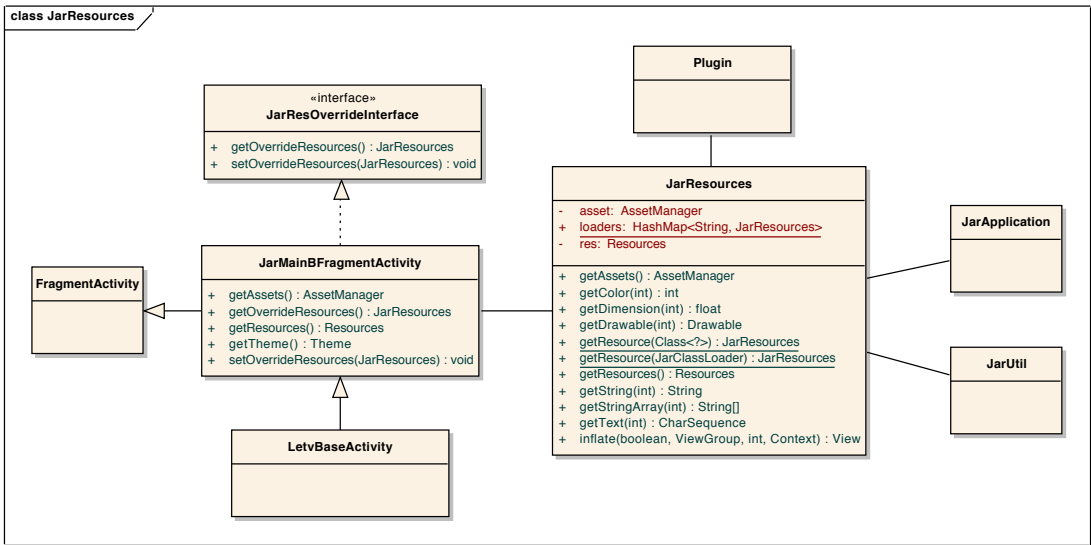 class JarResources
Plugin
«interface»
JarResOverrideInterface
+ getOverrideResources() : JarResources
+ setOverrideResources(JarResources) : void
JarResources
- asset: AssetManager
+ loaders: HashMap<String, JarResources>
- res: Resources
+ getAssets() : AssetManager
+ getColor(int) : int
+ getDimension(int) : float
+ getDrawable(int) : Drawable
+ getResource(Class<?>) : JarResources
+ getResource(JarClassLoader) : JarResources
+ getResources() : Resources
+ getString(int) : String
+ getStringArray(int) : String[]
+ getText(int) : CharSequence
+ inflate(boolean, ViewGroup, int, Context) : View
JarApplication
JarUtil
JarMainBFragmentActivity
+ getAssets() : AssetManager
+ getOverrideResources() : JarResources
+ getResources() : Resources
+ getTheme() : Theme
+ setOverrideResources(JarResources) : void
FragmentActivity
LetvBaseActivity